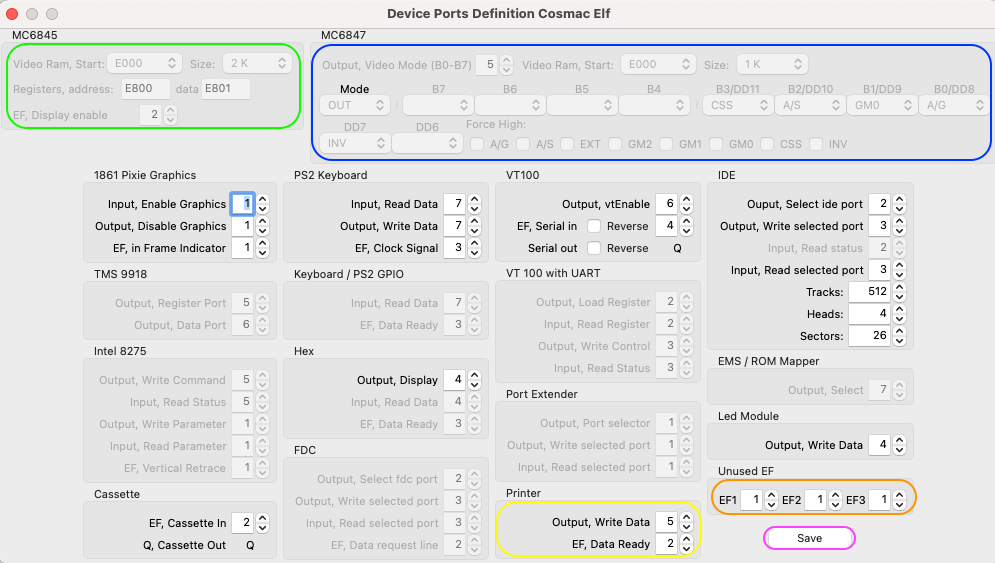 Device Ports Definition Cosmac Elf
MC6845
Video Ram, Start: E000 Size: 2 K
Registers, address: E800 data E801
EF, Display enable 2
MC6847
Output, Video Mode (B0-B7) 5 Video Ram, Start: E000 Size: 1 K
Mode B7 B6 B5 B4 B3/DD11 B2/DD10 B1/DD9 B0/DD8
OUT : : CSS A/S GM0 A/G
DD7 DD6 Force High:
INV A/G A/S EXT GM2 GM1 GM0 CSS INV
1861 Pixie Graphics
Input, Enable Graphics 1
Output, Disable Graphics 1
EF, in Frame Indicator 1
TMS 9918
Output, Register Port 5
Output, Data Port 6
Intel 8275
Output, Write Command 5
Input, Read Status 5
Output, Write Parameter 1
Input, Read Parameter 1
EF, Vertical Retrace 1
Cassette
EF, Cassette In 2
Q, Cassette Out Q
PS2 Keyboard
Input, Read Data 7
Output, Write Data 7
EF, Clock Signal 3
Keyboard / PS2 GPIO
Input, Read Data 7
EF, Data Ready 3
Hex
Output, Display 4
Input, Read Data 4
EF, Data Ready 3
FDC
Output, Select fdc port 2
Output, Write selected port 3
Input, Read selected port 3
EF, Data request line 2
VT100
Output, vtEnable 6
EF, Serial in Reverse 4
Serial out Reverse Q
VT 100 with UART
Output, Load Register 2
Input, Read Register 2
Output, Write Control 3
Input, Read Status 3
Port Extender
Output, Port selector 1
Output, Write selected port 1
Input, Read selected port 1
Printer
Output, Write Data 5
EF, Data Ready 2
IDE
Ouput, Select ide port 2
Output, Write selected port 3
Input, Read status 2
Input, Read selected port 3
Tracks: 512
Heads: 4
Sectors: 26
EMS / ROM Mapper
Output, Select 7
Led Module
Output, Write Data 4
Unused EF
EF1 1 EF2 1 EF3 1
Save